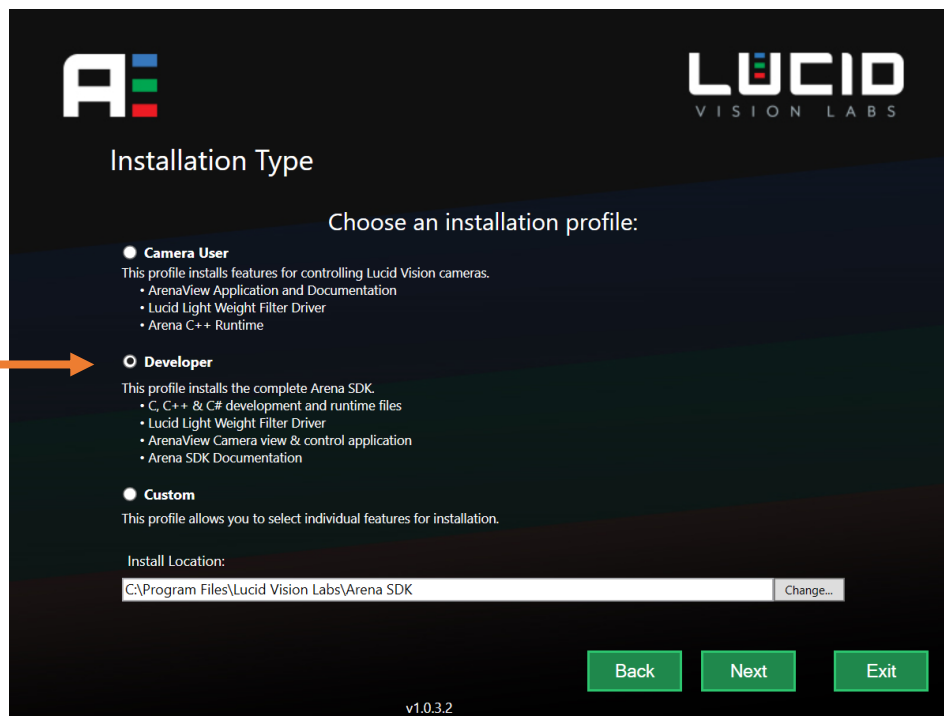 LUCID
VISION LABS
Installation Type
Choose an installation profile:
Camera User
This profile installs features for controlling Lucid Vision cameras.
• ArenaView Application and Documentation
• Lucid Light Weight Filter Driver
• Arena C++ Runtime
Developer
This profile installs the complete Arena SDK.
• C, C++ & C# development and runtime files
• Lucid Light Weight Filter Driver
• ArenaView Camera view & control application
• Arena SDK Documentation
Custom
This profile allows you to select individual features for installation.
Install Location:
C:\Program Files\Lucid Vision Labs\Arena SDK
Change...
Back Next Exit
v1.0.3.2